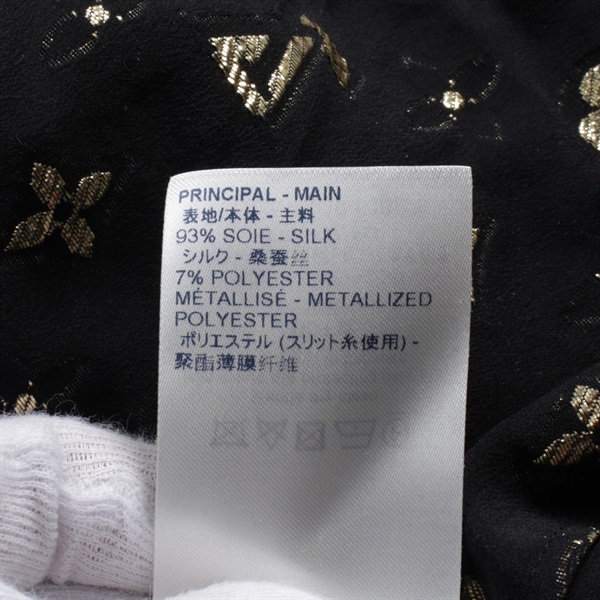 PRINCIPAL - MAIN
表地/本体 - 主料
93% SOIE - SILK
シルク - 桑蚕丝
7% POLYESTER
MÉTALLISÉ - METALLIZED
POLYESTER
ポリエステル (スリット糸使用) -
聚酯薄膜纤维